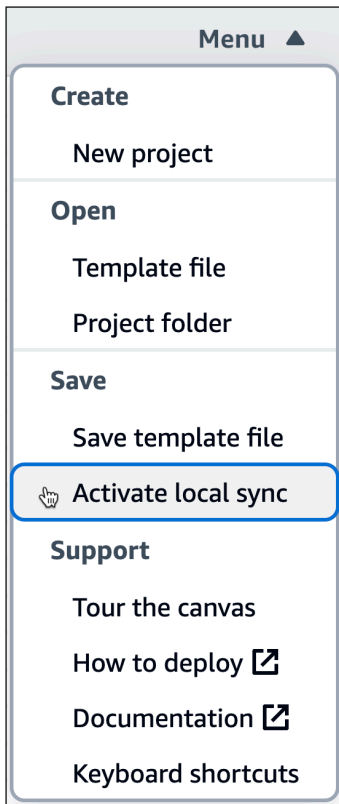 Menu
Create
New project
Open
Template file
Project folder
Save
Save template file
Activate local sync
Support
Tour the canvas
How to deploy
Documentation
Keyboard shortcuts